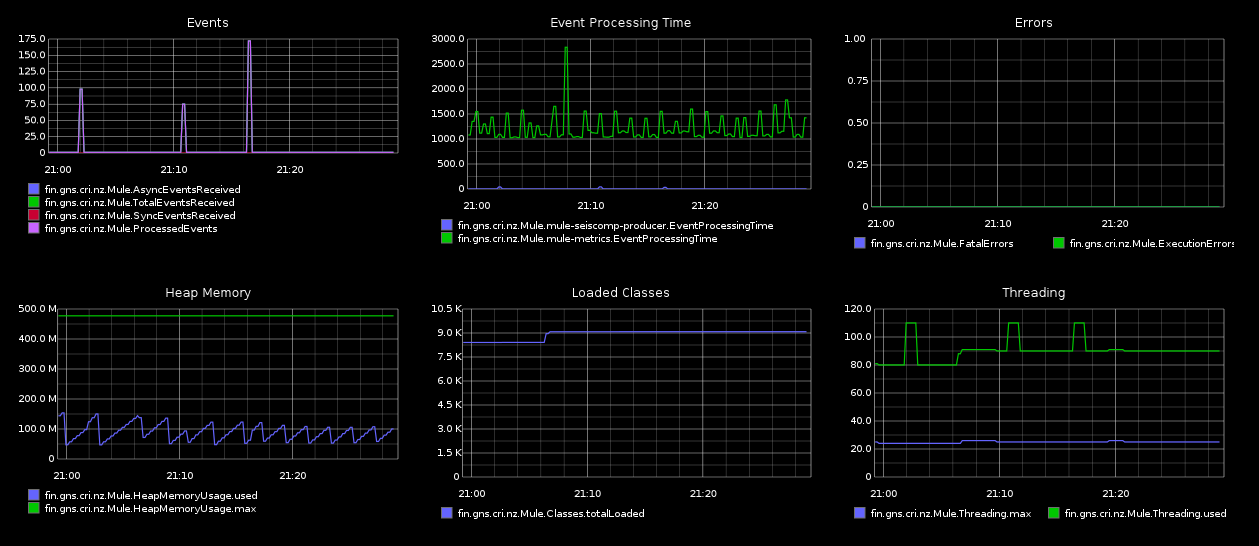 Events
175.0
150.0
125.0
100.0
75.0
50.0
25.0
0
21:00 21:10 21:20
fin.gns.cri.nz.Mule.AsyncEventsReceived
fin.gns.cri.nz.Mule.TotalEventsReceived
fin.gns.cri.nz.Mule.SyncEventsReceived
fin.gns.cri.nz.Mule.ProcessedEvents
Event Processing Time
3000.0
2500.0
2000.0
1500.0
1000.0
500.0
0
21:00 21:10 21:20
fin.gns.cri.nz.Mule.mule-seiscomp-producer.EventProcessingTime
fin.gns.cri.nz.Mule.mule-metrics.EventProcessingTime
Errors
1.00
0.75
0.50
0.25
0
21:00 21:10 21:20
fin.gns.cri.nz.Mule.FatalErrors fin.gns.cri.nz.Mule.ExecutionErrors
Heap Memory
500.0 M
400.0 M
300.0 M
200.0 M
100.0 M
0
21:00 21:10 21:20
fin.gns.cri.nz.Mule.HeapMemoryUsage.used
fin.gns.cri.nz.Mule.HeapMemoryUsage.max
Loaded Classes
10.5 K
9.0 K
7.5 K
6.0 K
4.5 K
3.0 K
1.5 K
0
21:00 21:10 21:20
fin.gns.cri.nz.Mule.Classes.totalLoaded
Threading
120.0
100.0
80.0
60.0
40.0
20.0
0
21:00 21:10 21:20
fin.gns.cri.nz.Mule.Threading.max fin.gns.cri.nz.Mule.Threading.used